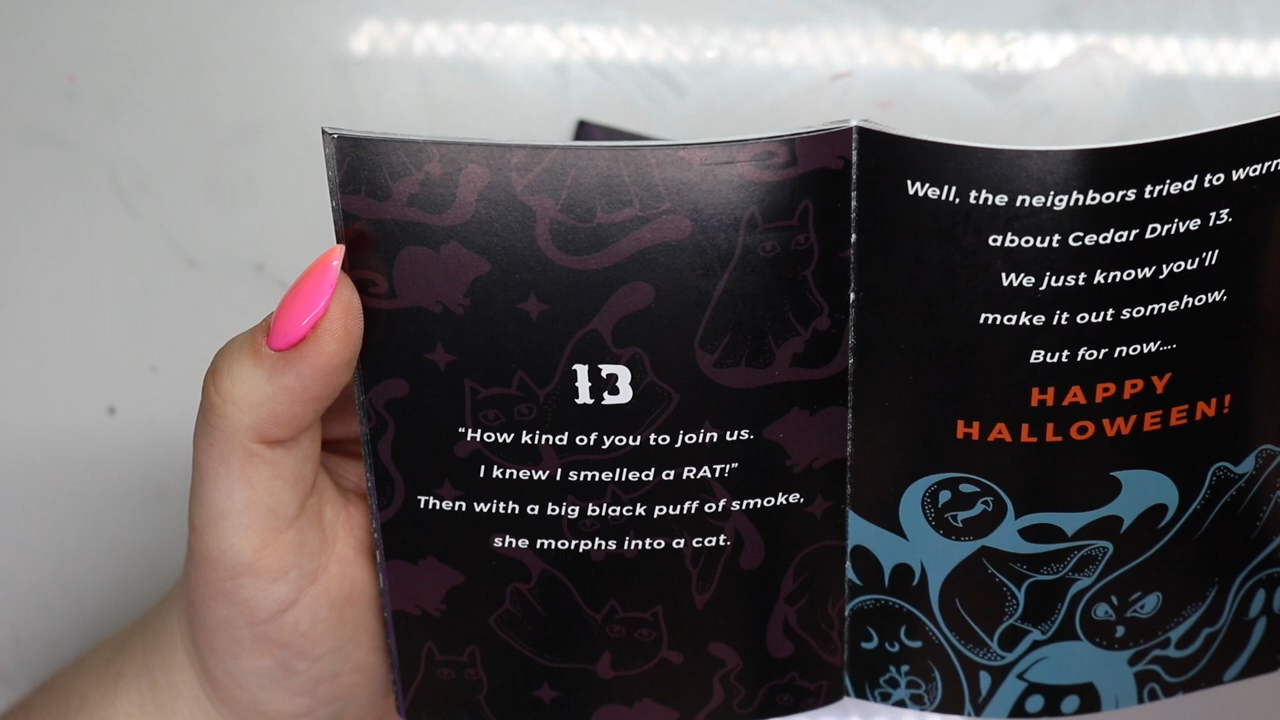 13
“How kind of you to join us.
I knew I smelled a RAT!”
Then with a big black puff of smoke,
she morphs into a cat.
Well, the neighbors tried to warn
about Cedar Drive 13.
We just know you’ll
make it out somehow,
But for now....
HAPPY
HALLOWEEN!